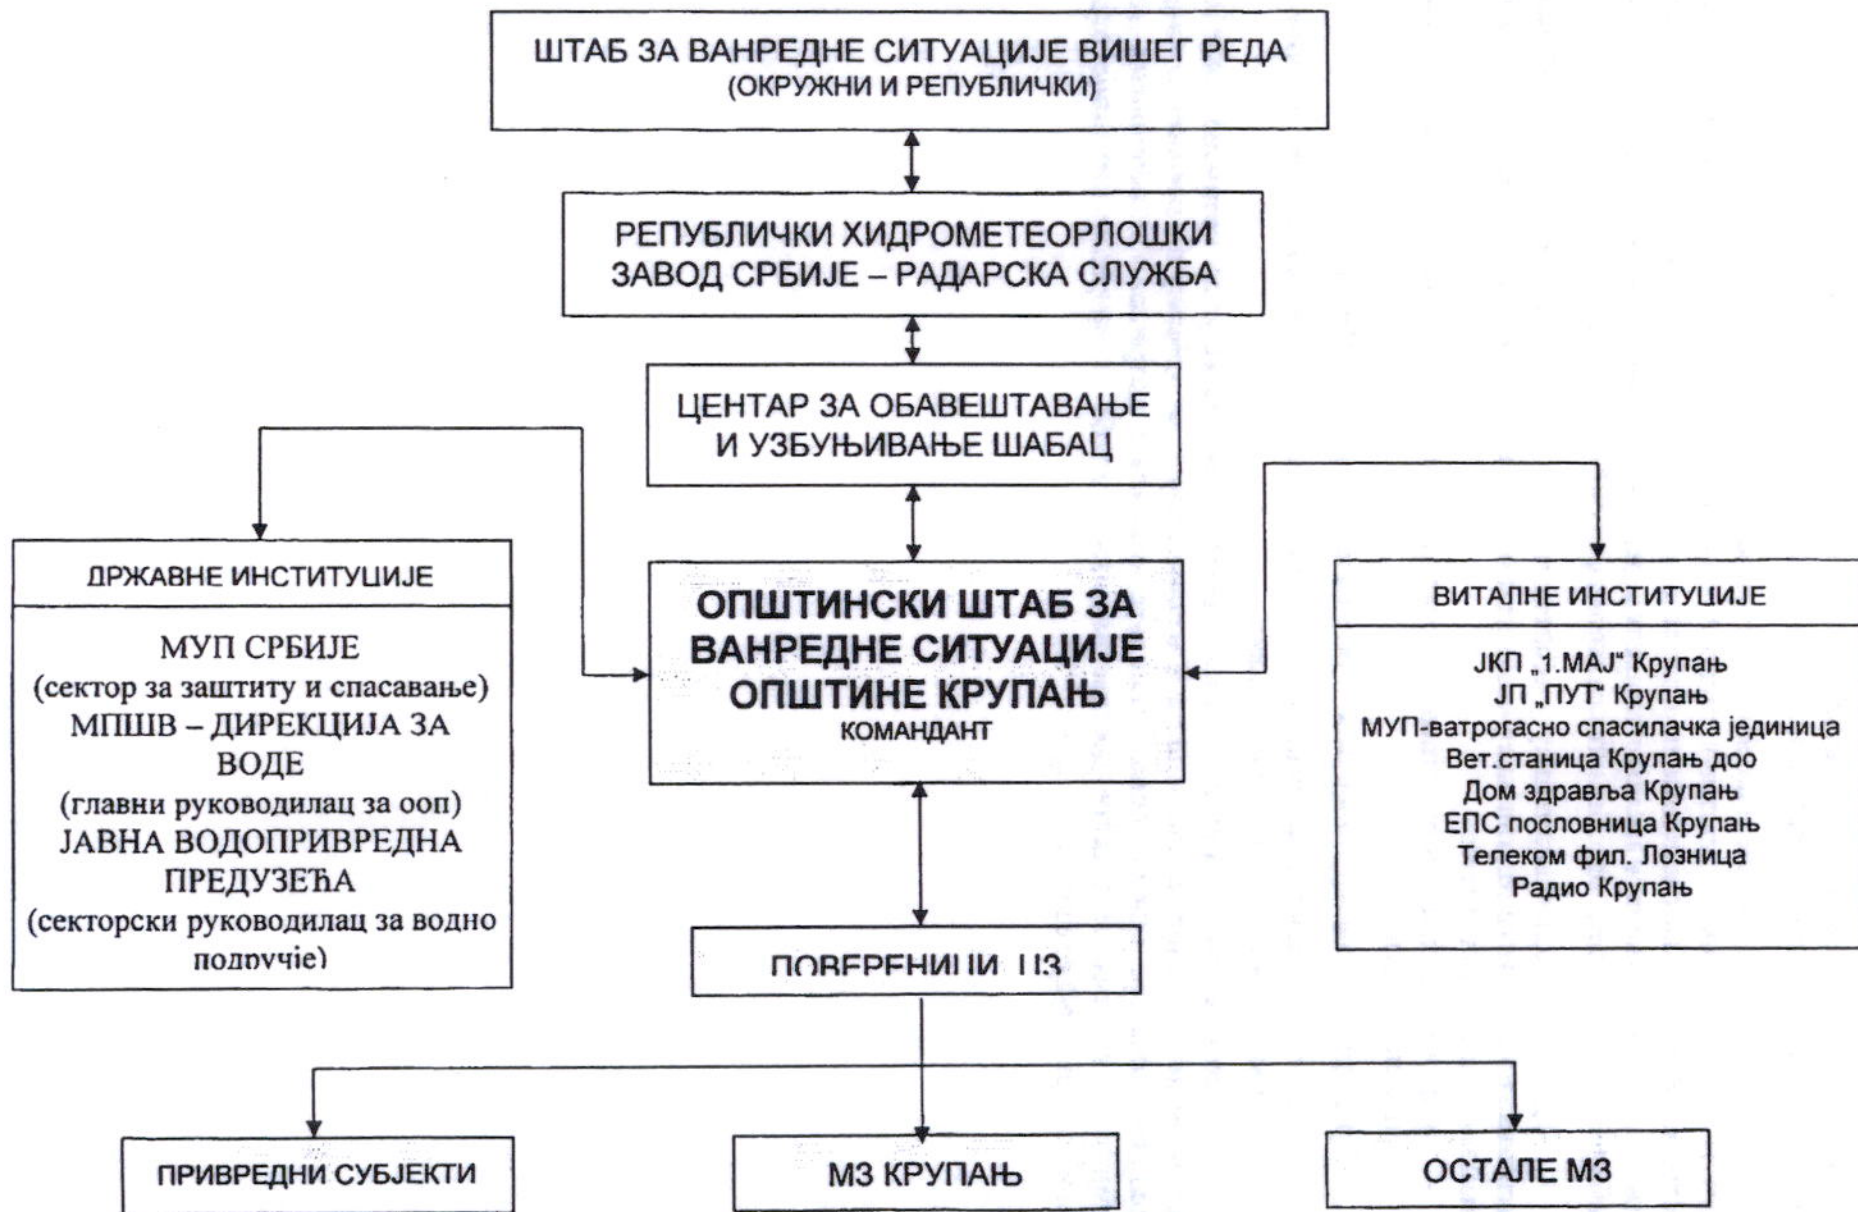 ШТАБ ЗА ВАНРЕДНЕ СИТУАЦИЈЕ ВИШЕГ РЕДА
(ОКРУЖНИ И РЕПУБЛИЧКИ)
РЕПУБЛИЧКИ ХИДРОМЕТЕОРЛОШКИ
ЗАВОД СРБИЈЕ – РАДАРСКА СЛУЖБА
ЦЕНТАР ЗА ОБАВЕШТАВАЊЕ
И УЗБУЊИВАЊЕ ШАБАЦ
ДРЖАВНЕ ИНСТИТУЦИЈЕ
МУП СРБИЈЕ
(сектор за заштиту и спасавање)
МПШВ – ДИРЕКЦИЈА ЗА
ВОДЕ
(главни руководилац за ооп)
ЈАВНА ВОДОПРИВРЕДНА
ПРЕДУЗЕЋА
(секторски руководилац за водно
подручје)
ОПШТИНСКИ ШТАБ ЗА
ВАНРЕДНЕ СИТУАЦИЈЕ
ОПШТИНЕ КРУПАЊ
КОМАНДАНТ
ВИТАЛНЕ ИНСТИТУЦИЈЕ
ЈКП „1.МАЈ“ Крупањ
ЈП „ПУТ“ Крупањ
МУП-ватрогасно спасилачка јединица
Вет.станица Крупањ доо
Дом здравља Крупањ
ЕПС пословница Крупањ
Телеком фил. Лозница
Радио Крупањ
ПОВЕРЕНИЦИ ЦЗ
ПРИВРЕДНИ СУБЈЕКТИ
МЗ КРУПАЊ
ОСТАЛЕ МЗ